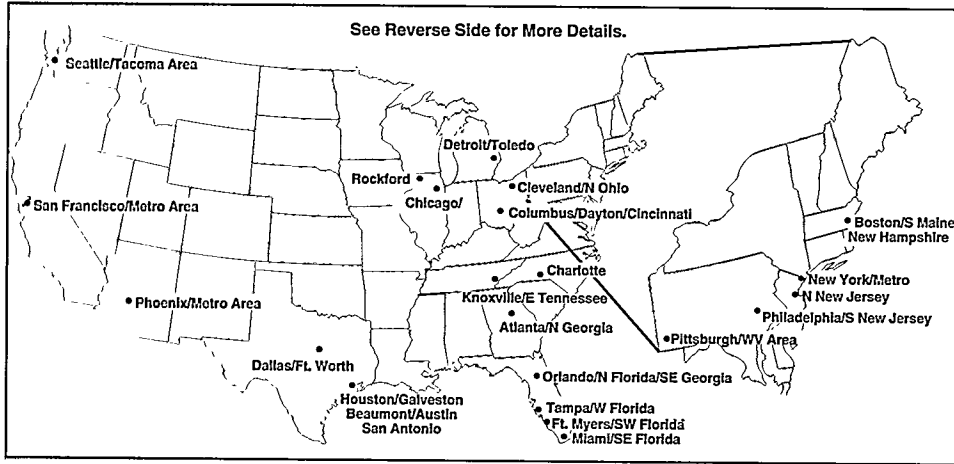 See Reverse Side for More Details.
Seattle/Tacoma Area
Detroit/Toledo
Rockford
Chicago/
Cleveland/N Ohio
San Francisco/Metro Area
Columbus/Dayton/Cincinnati
Boston/S Maine
New Hampshire
Charlotte
New York/Metro
Knoxville/E Tennessee
N New Jersey
Phoenix/Metro Area
Atlanta/N Georgia
Philadelphia/S New Jersey
Pittsburgh/WV Area
Dallas/Ft. Worth
Orlando/N Florida/SE Georgia
Houston/Galveston
Beaumont/Austin
San Antonio
Tampa/W Florida
Ft. Myers/SW Florida
Miami/SE Florida